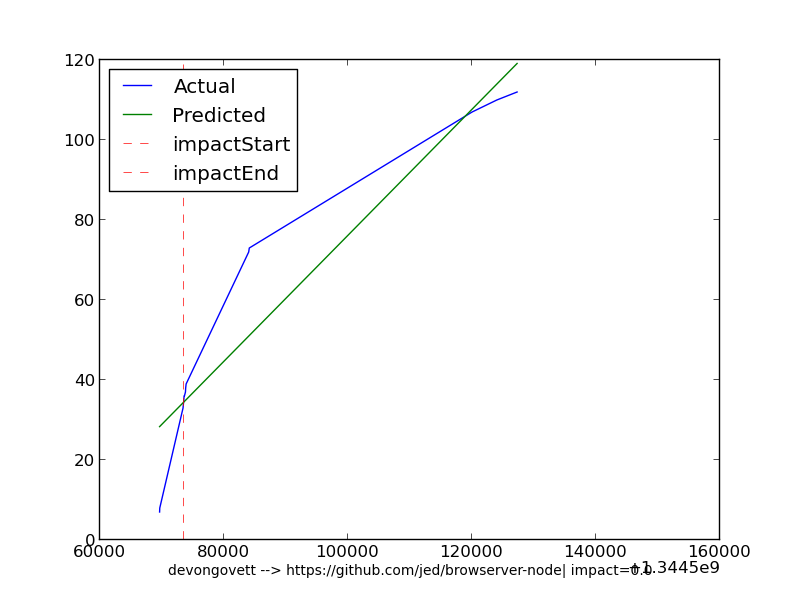 120
100
80
60
40
20
0
Actual
Predicted
impactStart
impactEnd
60000 80000 100000 120000 140000 160000
devongovett --> https://github.com/jed/browserver-node| impact=0.0
+1.3445e9